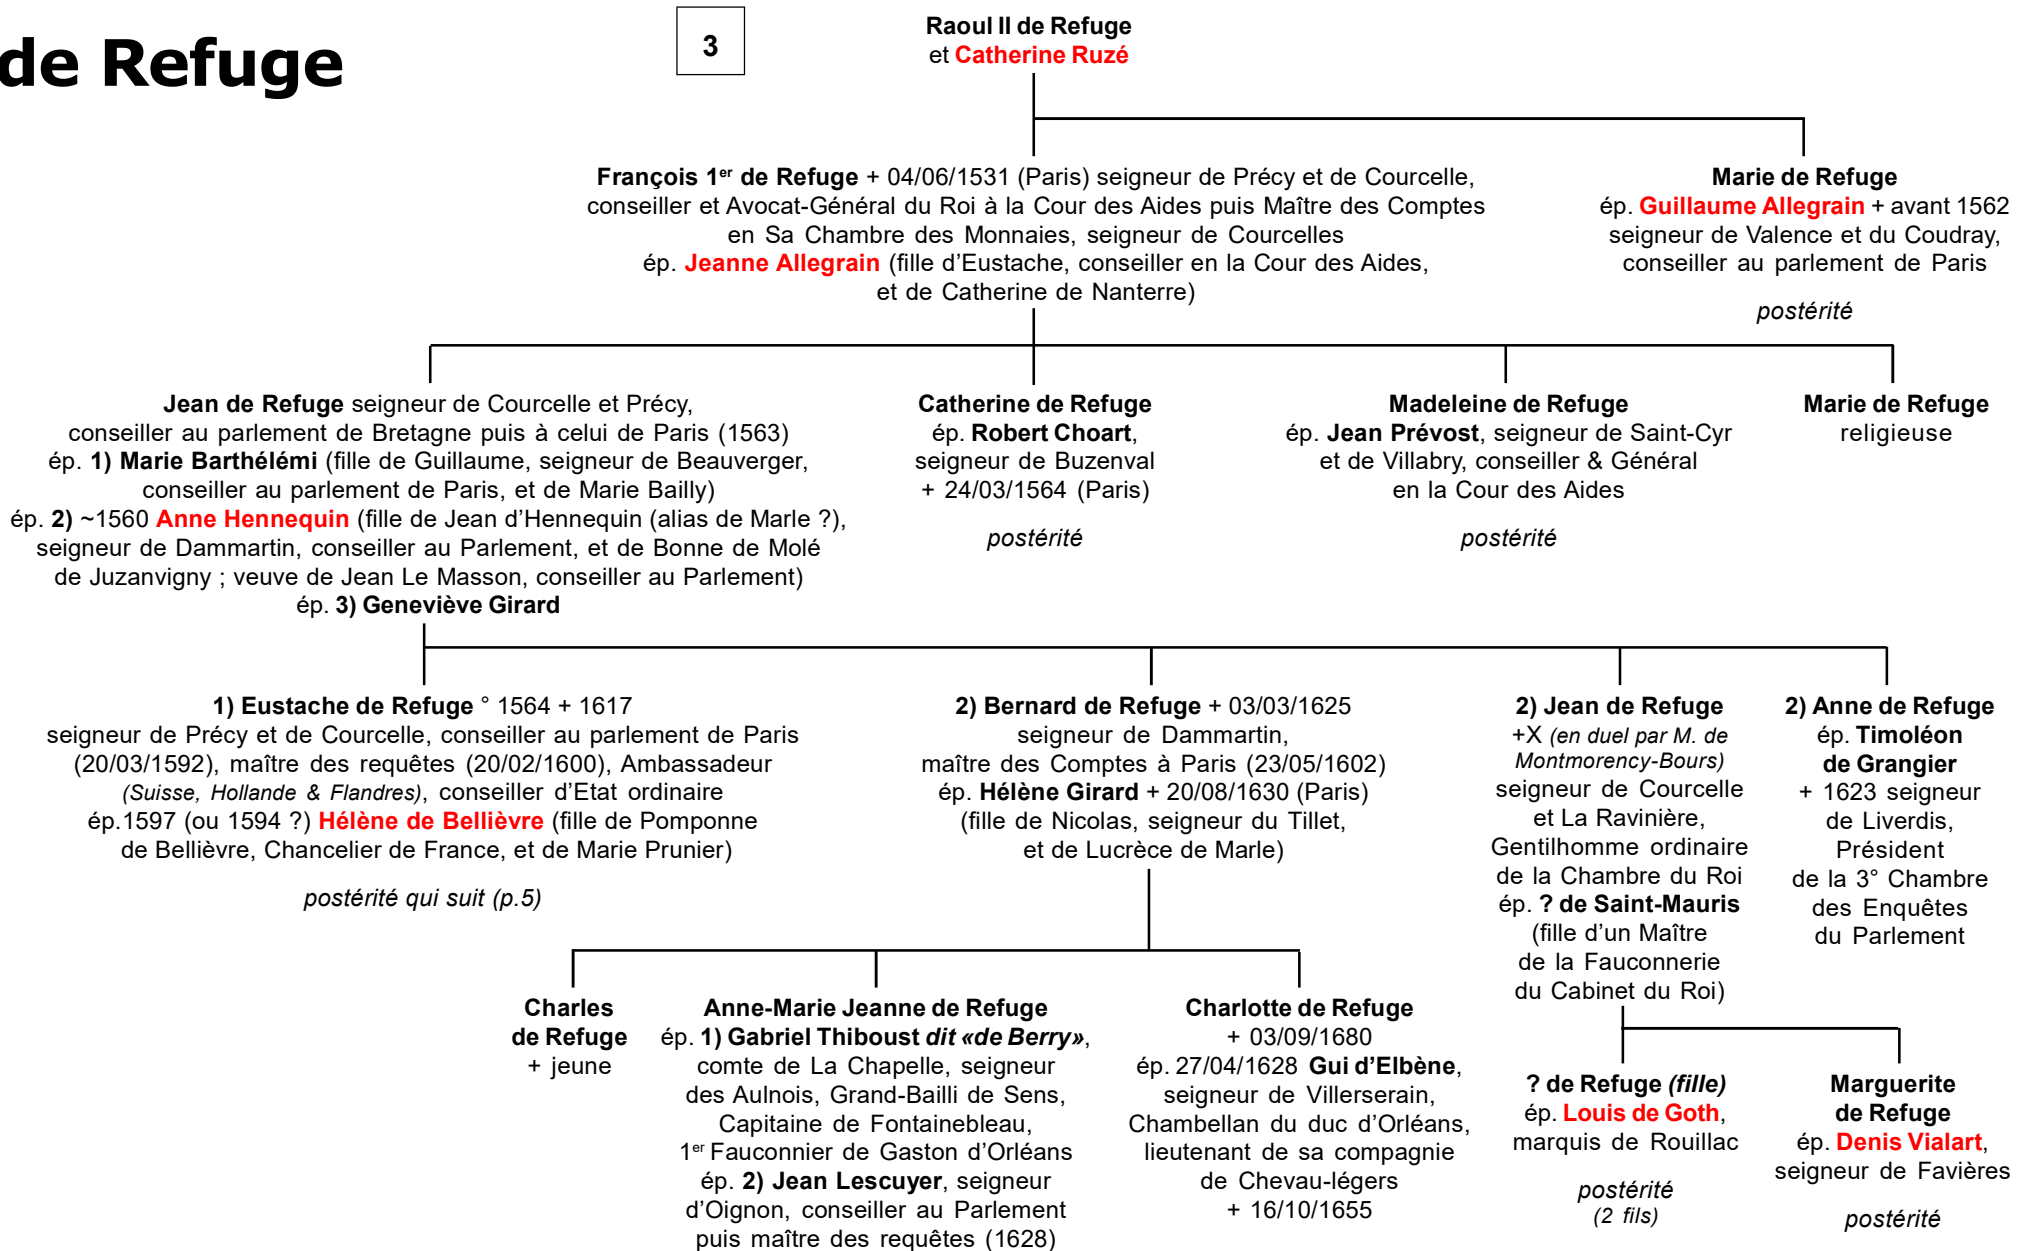 de Refuge
3
Raoul II de Refuge
et Catherine Ruzé
François 1er de Refuge + 04/06/1531 (Paris) seigneur de Précy et de Courcelle,
conseiller et Avocat-Général du Roi à la Cour des Aides puis Maître des Comptes
en Sa Chambre des Monnaies, seigneur de Courcelles
ép. Jeanne Allegrain (fille d’Eustache, conseiller en la Cour des Aides,
et de Catherine de Nanterre)
Marie de Refuge
ép. Guillaume Allegrain + avant 1562
seigneur de Valence et du Coudray,
conseiller au parlement de Paris
postérité
Jean de Refuge seigneur de Courcelle et Précy,
conseiller au parlement de Bretagne puis à celui de Paris (1563)
ép. 1) Marie Barthélémi (fille de Guillaume, seigneur de Beauverger,
conseiller au parlement de Paris, et de Marie Bailly)
ép. 2) ~1560 Anne Hennequin (fille de Jean d’Hennequin (alias de Marle ?),
seigneur de Dammartin, conseiller au Parlement, et de Bonne de Molé
de Juzanvigny ; veuve de Jean Le Masson, conseiller au Parlement)
ép. 3) Geneviève Girard
Catherine de Refuge
ép. Robert Choart,
seigneur de Buzenval
+ 24/03/1564 (Paris)
postérité
Madeleine de Refuge
ép. Jean Prévost, seigneur de Saint-Cyr
et de Villabry, conseiller & Général
en la Cour des Aides
postérité
Marie de Refuge
religieuse
1) Eustache de Refuge ° 1564 + 1617
seigneur de Précy et de Courcelle, conseiller au parlement de Paris
(20/03/1592), maître des requêtes (20/02/1600), Ambassadeur
(Suisse, Hollande & Flandres), conseiller d’Etat ordinaire
ép.1597 (ou 1594 ?) Hélène de Bellièvre (fille de Pomponne
de Bellièvre, Chancelier de France, et de Marie Prunier)
postérité qui suit (p.5)
2) Bernard de Refuge + 03/03/1625
seigneur de Dammartin,
maître des Comptes à Paris (23/05/1602)
ép. Hélène Girard + 20/08/1630 (Paris)
(fille de Nicolas, seigneur du Tillet,
et de Lucrèce de Marle)
2) Jean de Refuge
+X (en duel par M. de
Montmorency-Bours)
seigneur de Courcelle
et La Ravinière,
Gentilhomme ordinaire
de la Chambre du Roi
ép. ? de Saint-Mauris
(fille d’un Maître
de la Fauconnerie
du Cabinet du Roi)
2) Anne de Refuge
ép. Timoléon
de Grangier
+ 1623 seigneur
de Liverdis,
Président
de la 3° Chambre
des Enquêtes
du Parlement
Charles
de Refuge
+ jeune
Anne-Marie Jeanne de Refuge
ép. 1) Gabriel Thiboust dit «de Berry»,
comte de La Chapelle, seigneur
des Aulnois, Grand-Bailli de Sens,
Capitaine de Fontainebleau,
1er Fauconnier de Gaston d’Orléans
ép. 2) Jean Lescuyer, seigneur
d’Oignon, conseiller au Parlement
puis maître des requêtes (1628)
Charlotte de Refuge
+ 03/09/1680
ép. 27/04/1628 Gui d’Elbène,
seigneur de Villerserain,
Chambellan du duc d’Orléans,
lieutenant de sa compagnie
de Chevau-légers
+ 16/10/1655
? de Refuge (fille)
ép. Louis de Goth,
marquis de Rouillac
postérité
(2 fils)
Marguerite
de Refuge
ép. Denis Vialart,
seigneur de Favières
postérité